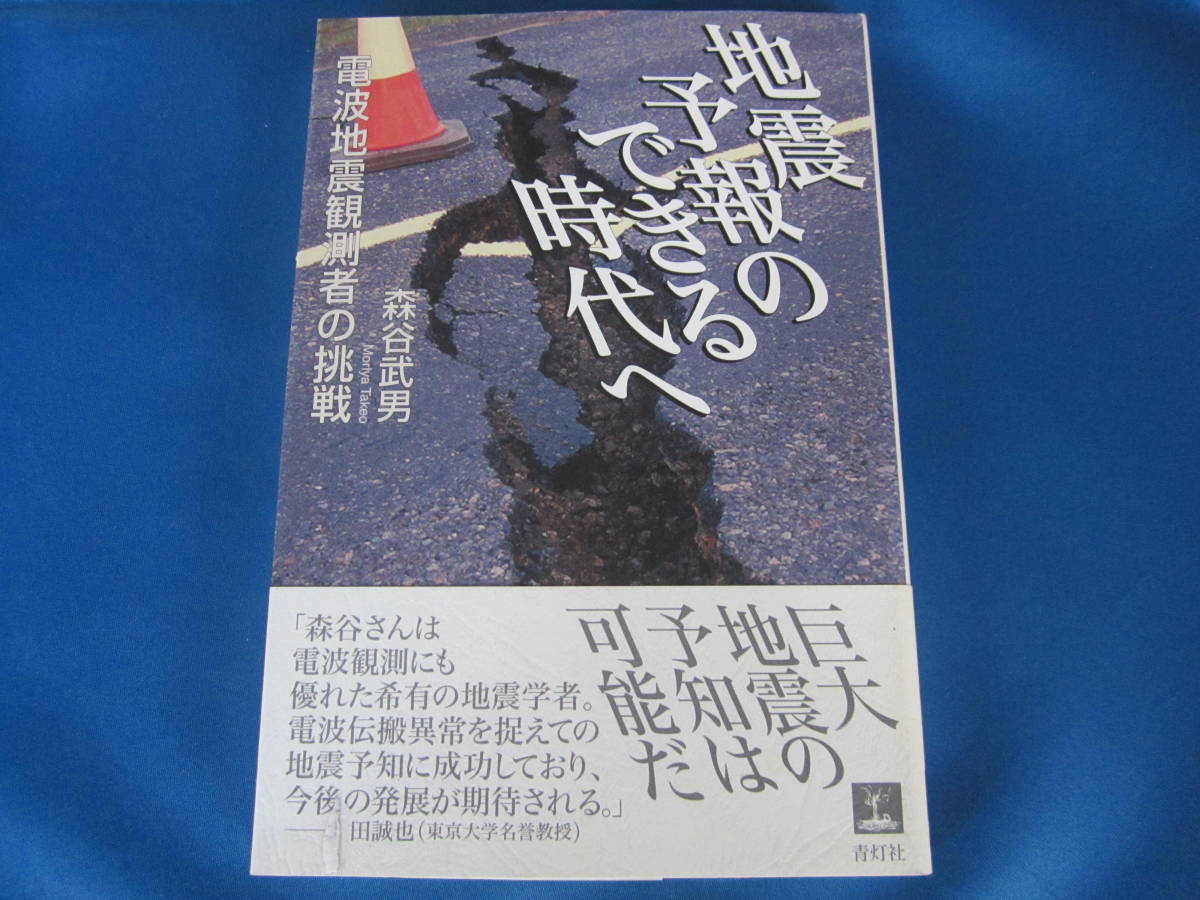 地震
予報の
できる
時代へ
電波地震観測者の挑戦
森谷武男
Moriya Takeo
巨大
地震の
予知は
可能だ
「森谷さんは
電波観測にも
優れた希有の地震学者。
電波伝搬異常を捉えての
地震予知に成功しており、
今後の発展が期待される。」
田誠也(東京大学名誉教授)
青灯社